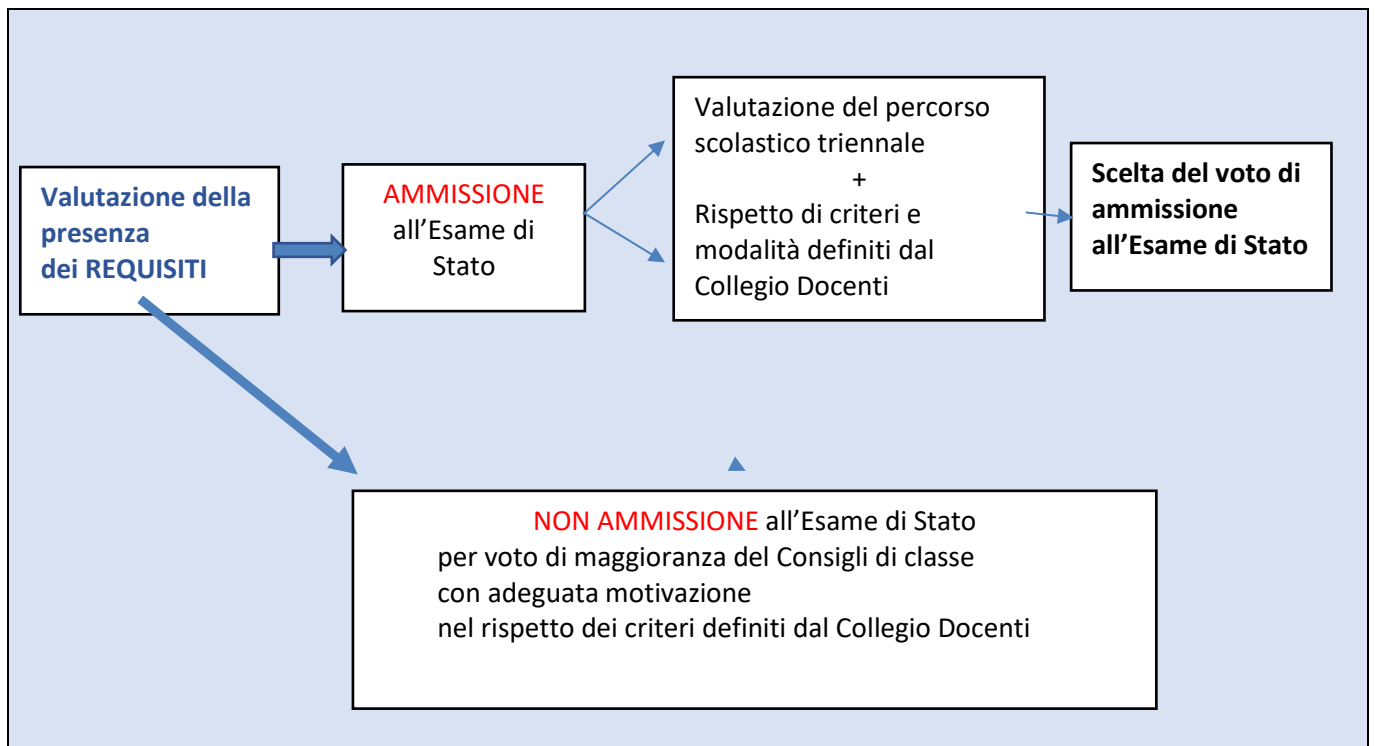 Valutazione della
presenza
dei REQUISITI
AMMISSIONE
all’Esame di
Stato
Valutazione del percorso
scolastico triennale
+
Rispetto di criteri e
modalità definiti dal
Collegio Docenti
Scelta del voto di
ammissione
all’Esame di Stato
NON AMMISSIONE all’Esame di Stato
per voto di maggioranza del Consigli di classe
con adeguata motivazione
nel rispetto dei criteri definiti dal Collegio Docenti